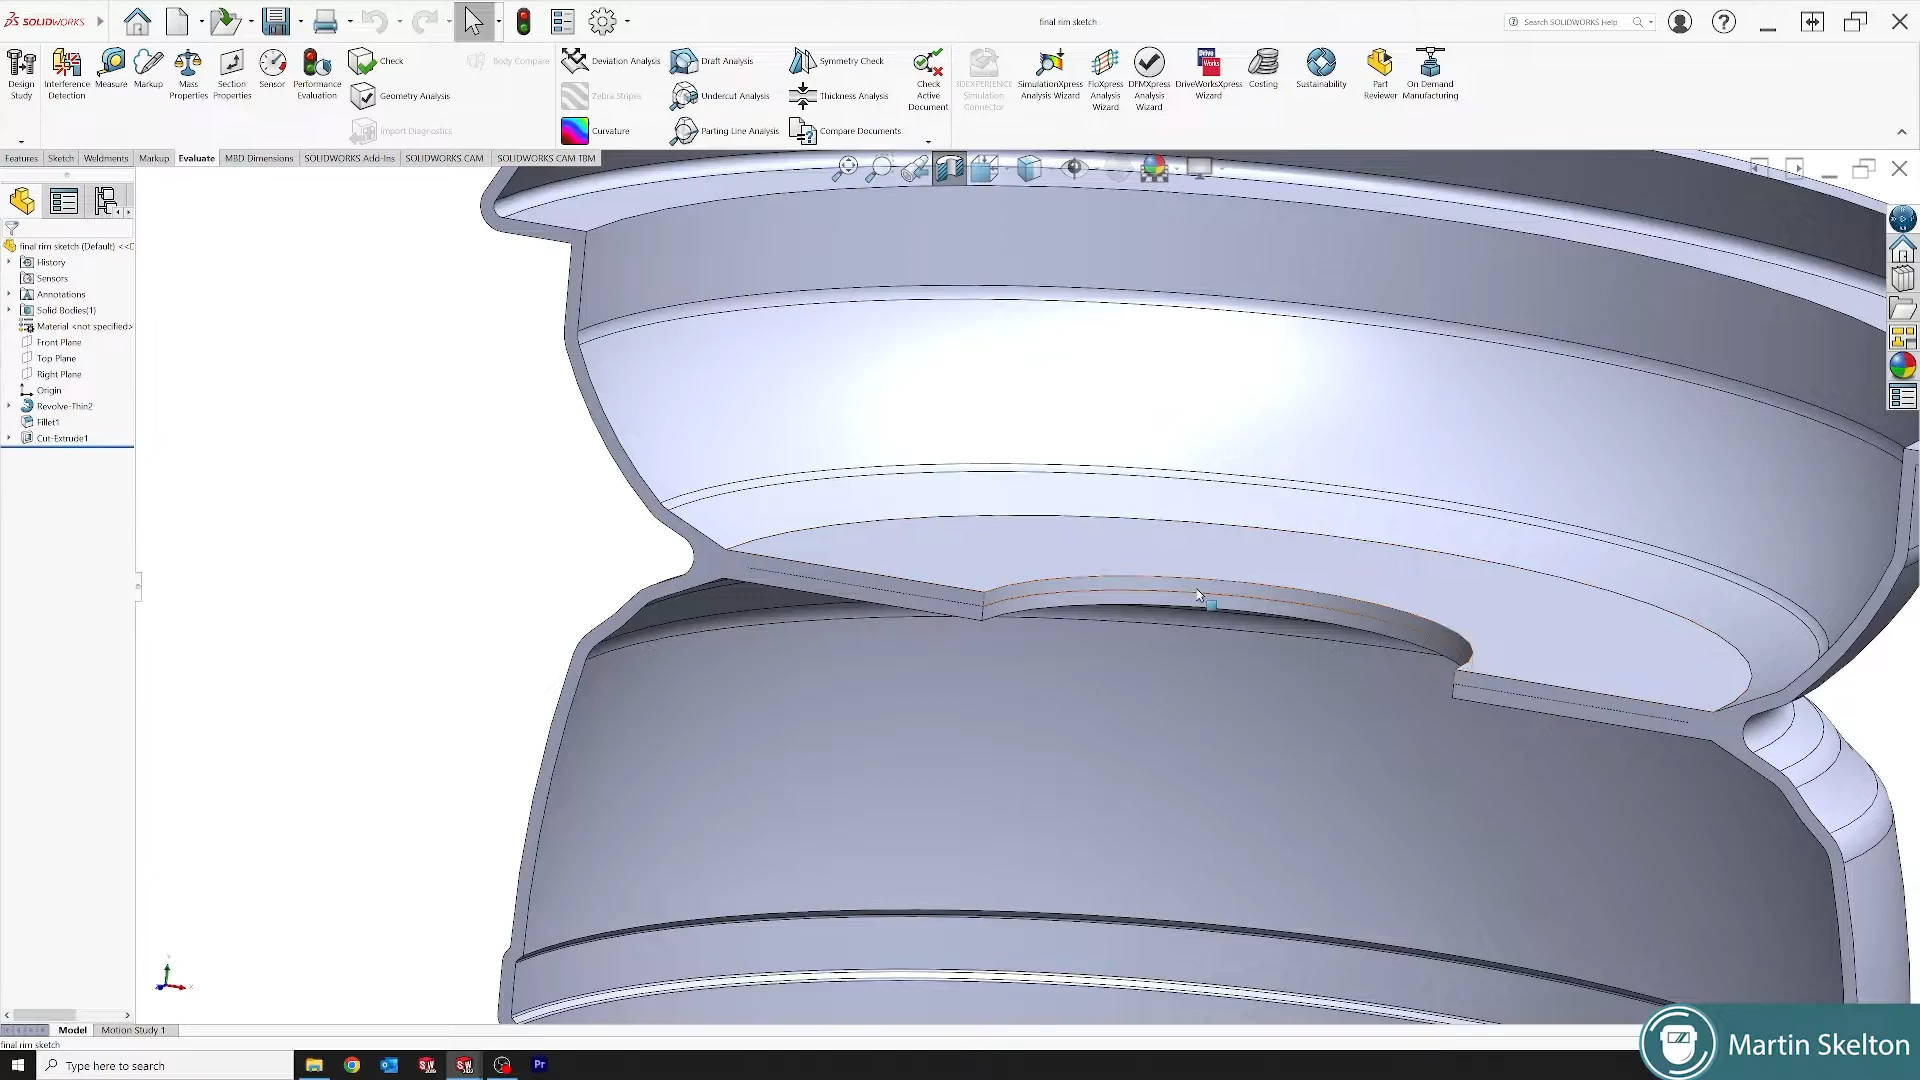 SOLIDWORKS
final rim sketch
Search SOLIDWORKS Help
Design Study
Interference Detection
Measure
Markup
Mass Properties
Section Properties
Sensor
Performance Evaluation
Check
Geometry Analysis
Import Diagnostics
Body Compare
Deviation Analysis
Zebra Stripes
Curvature
Draft Analysis
Undercut Analysis
Parting Line Analysis
Symmetry Check
Thickness Analysis
Compare Documents
Check Active Document
3DEXPERIENCE Simulation Connector
SimulationXpress Analysis Wizard
FloXpress Analysis Wizard
DFMXpress Analysis Wizard
DriveWorksXpress Wizard
Costing
Sustainability
Part Reviewer
On Demand Manufacturing
Features
Sketch
Weldments
Markup
Evaluate
MBD Dimensions
SOLIDWORKS Add-Ins
SOLIDWORKS CAM
SOLIDWORKS CAM TBM
final rim sketch (Default) <<D
History
Sensors
Annotations
Solid Bodies(1)
Material <not specified>
Front Plane
Top Plane
Right Plane
Origin
Revolve-Thin2
Fillet1
Cut-Extrude1
Model
Motion Study 1
final rim sketch
Type here to search
Martin Skelton